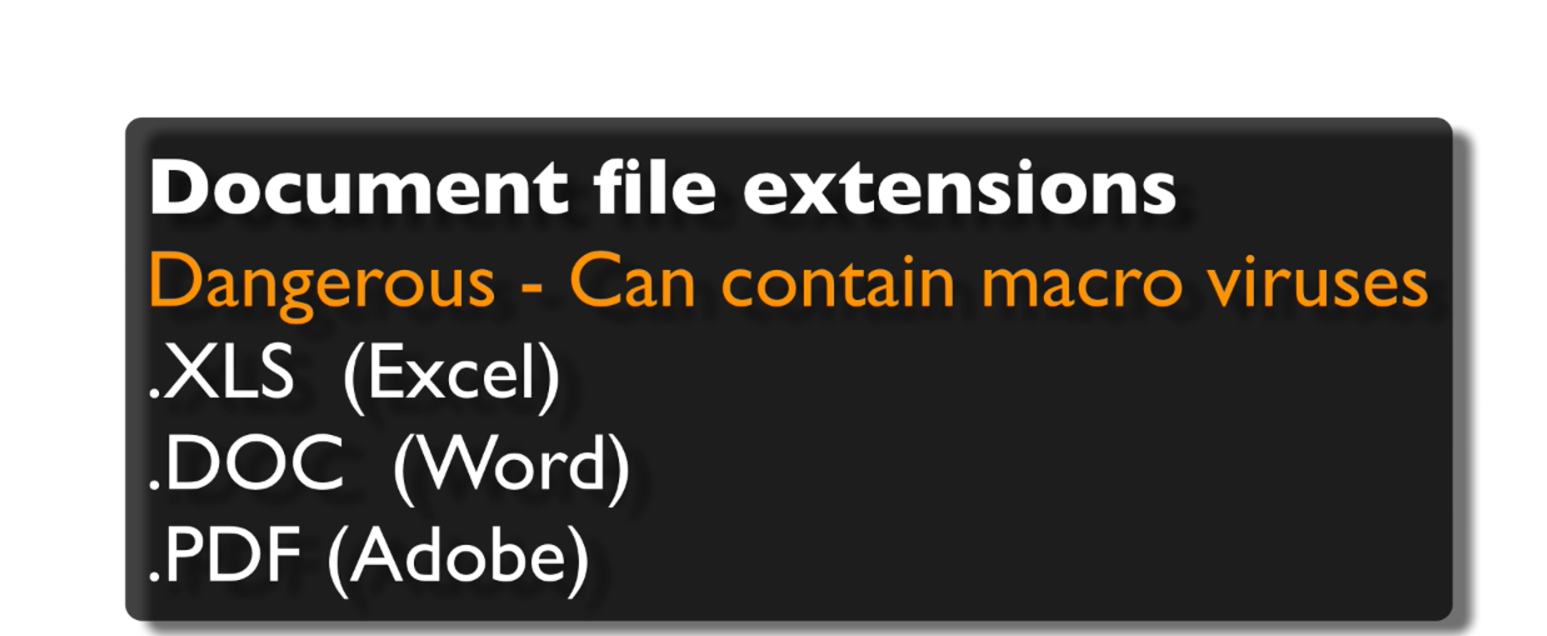 Document file extensions
Dangerous - Can contain macro viruses
.XLS  (Excel)
.DOC  (Word)
.PDF (Adobe)